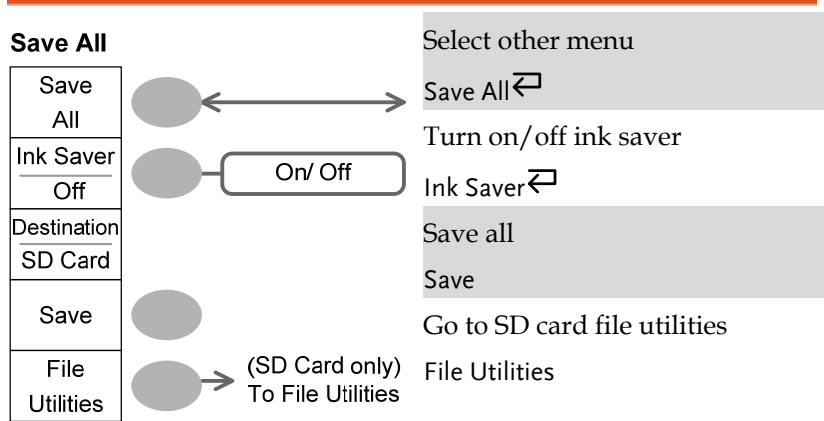 Save All
Save
All
Ink Saver
Off
Destination
SD Card
Save
File
Utilities
On/ Off
(SD Card only)
To File Utilities
Select other menu
Save All
Turn on/off ink saver
Ink Saver
Save all
Save
Go to SD card file utilities
File Utilities